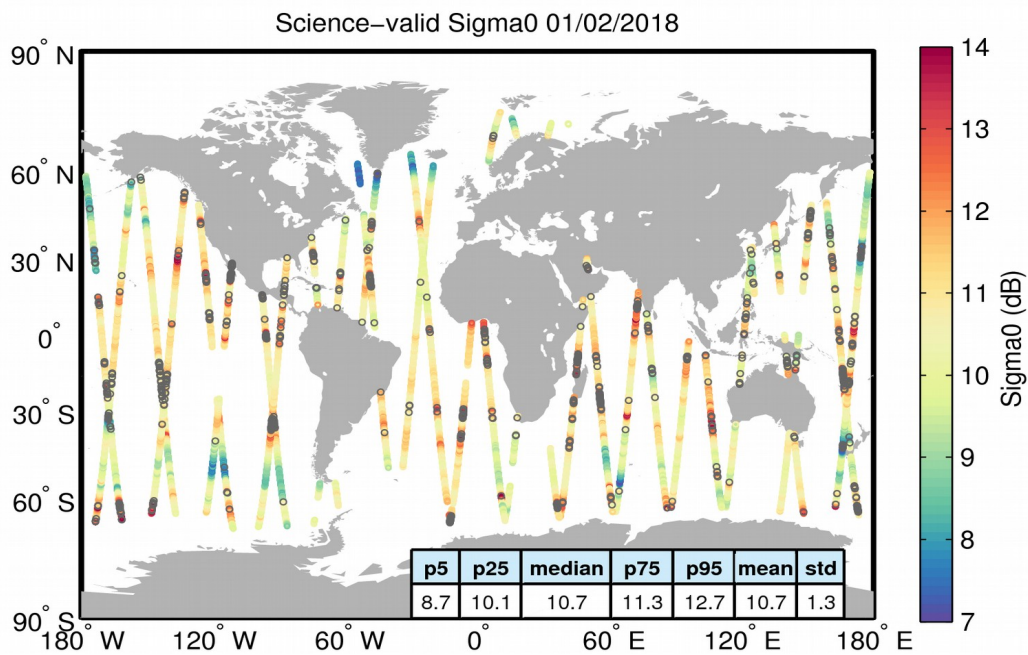 Science−valid Sigma0 01/02/2018
90° N
60° N
30° N
0°
30° S
60° S
90° S
180° W
120° W
60° W
0°
60° E
120° E
180° E
p5 p25 median p75 p95 mean std
8.7 10.1 10.7 11.3 12.7 10.7 1.3
14
13
12
11
10
9
8
7
Sigma0 (dB)